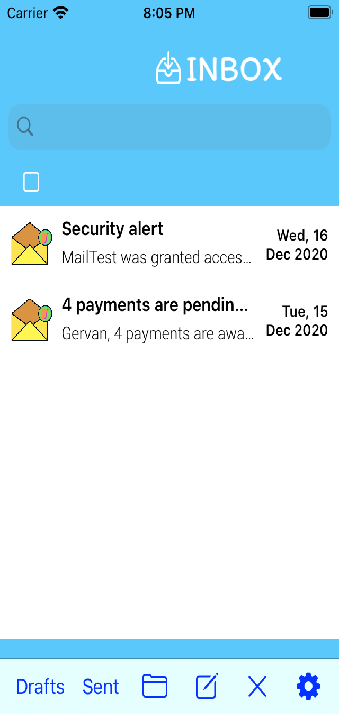 Carrier 8:05 PM
INBOX
Security alert
MailTest was granted acces...
Wed, 16
Dec 2020
4 payments are pendin...
Gervan, 4 payments are awa...
Tue, 15
Dec 2020
Drafts Sent